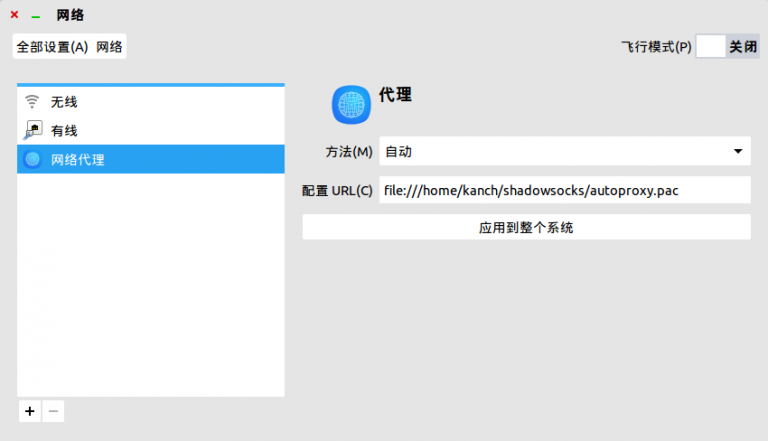 网络
全部设置(A) 网络
飞行模式(P) 关闭
无线
有线
网络代理
代理
方法(M) 自动
配置 URL(C) file:///home/kanch/shadowsocks/autoproxy.pac
应用到整个系统